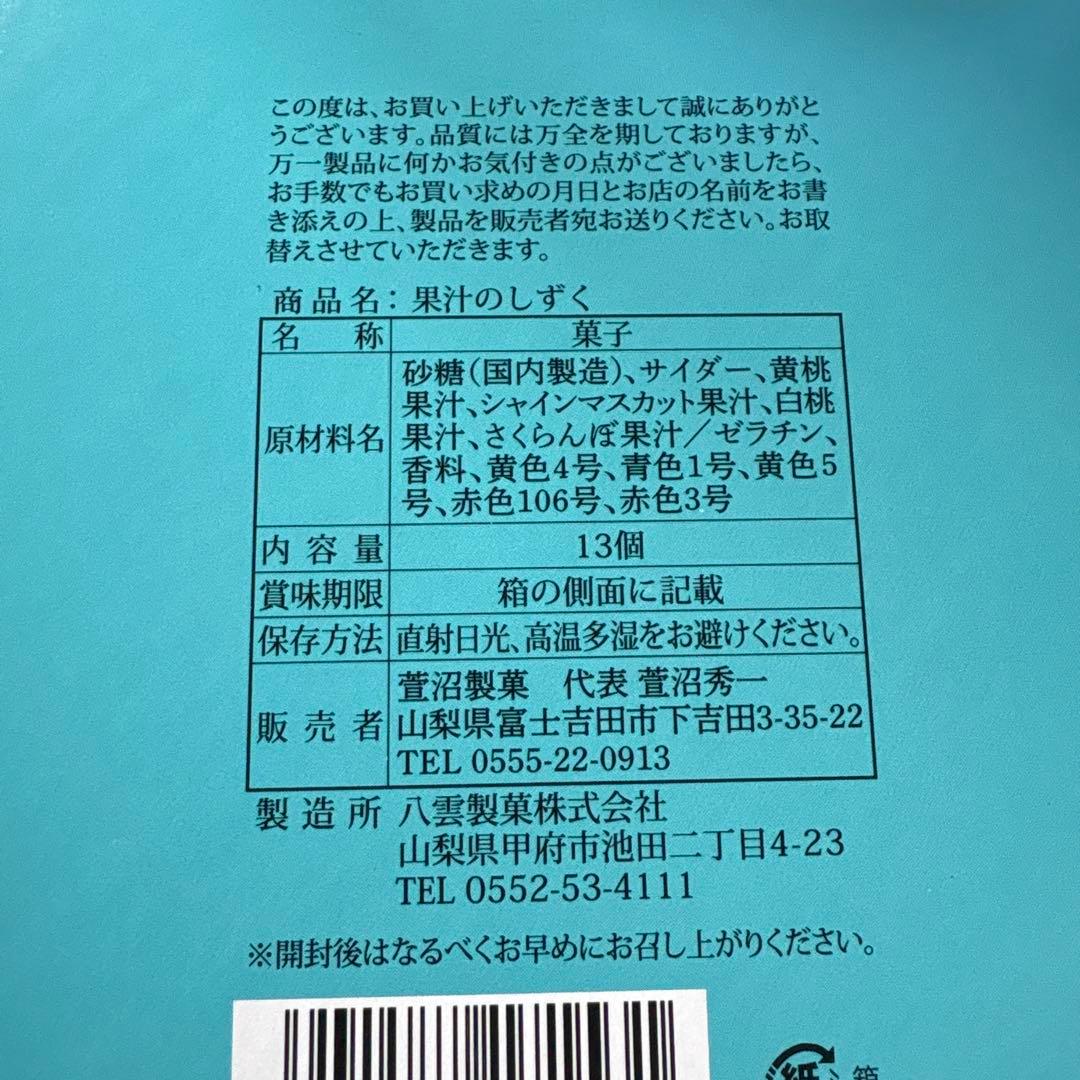 この度は、お買い上げいただきまして誠にありがと
うございます。品質には万全を期しておりますが、
万一製品に何かお気付きの点がございましたら、
お手数でもお買い求めの月日とお店の名前をお書
き添えの上、製品を販売者宛お送りください。お取
替えさせていただきます。
商品名：果汁のしずく
名称 菓子
原材料名 砂糖（国内製造）、サイダー、黄桃
果汁、シャインマスカット果汁、白桃
果汁、さくらんぼ果汁／ゼラチン、
香料、黄色4号、青色1号、黄色5
号、赤色106号、赤色3号
内容量 13個
賞味期限 箱の側面に記載
保存方法 直射日光、高温多湿をお避けください。
販売者 萱沼製菓　代表 萱沼秀一
山梨県富士吉田市下吉田3-35-22
TEL 0555-22-0913
製造所 八雲製菓株式会社
山梨県甲府市池田二丁目4-23
TEL 0552-53-4111
※開封後はなるべくお早めにお召し上がりください。
紙 箱